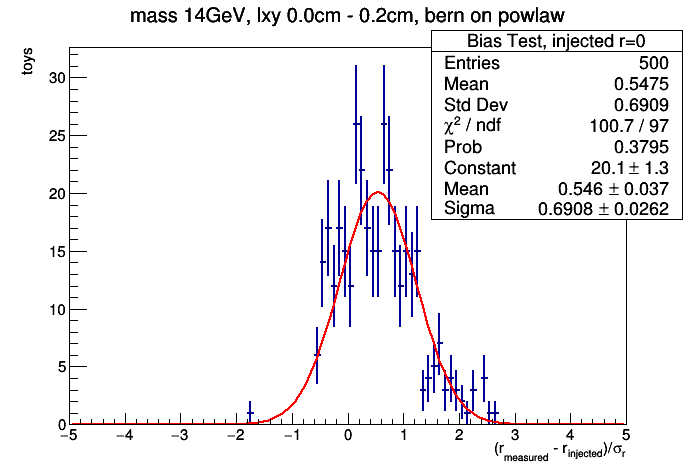 mass 14GeV, lxy 0.0cm - 0.2cm, bern on powlaw
Bias Test, injected r=0
Entries 500
Mean 0.5475
Std Dev 0.6909
χ² / ndf 100.7 / 97
Prob 0.3795
Constant 20.1 ± 1.3
Mean 0.546 ± 0.037
Sigma 0.6908 ± 0.0262
toys
30
25
20
15
10
5
0
−5 −4 −3 −2 −1 0 1 2 3 4 5
(r_measured - r_injected)/σ_r